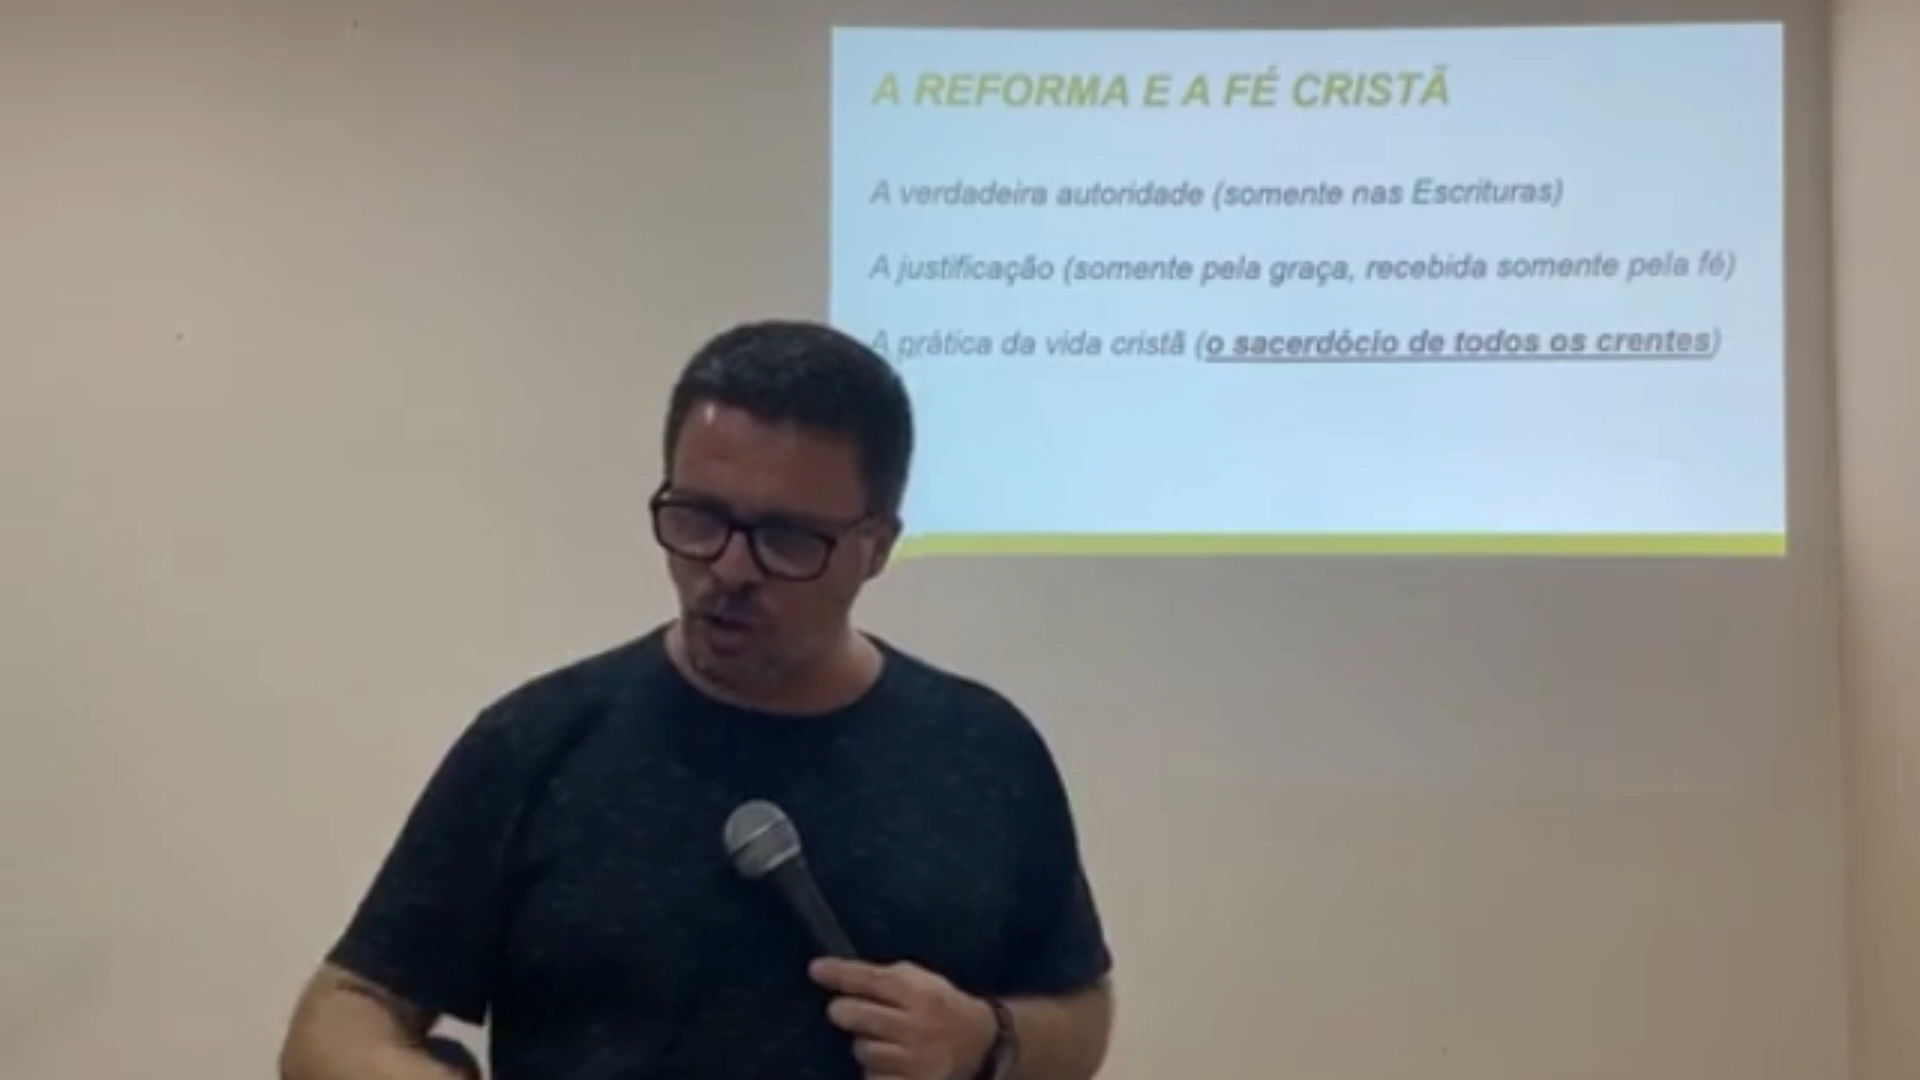 A REFORMA E A FÉ CRISTÃ
A verdadeira autoridade (somente nas Escrituras)
A justificação (somente pela graça, recebida somente pela fé)
A prática da vida cristã (o sacerdócio de todos os crentes)